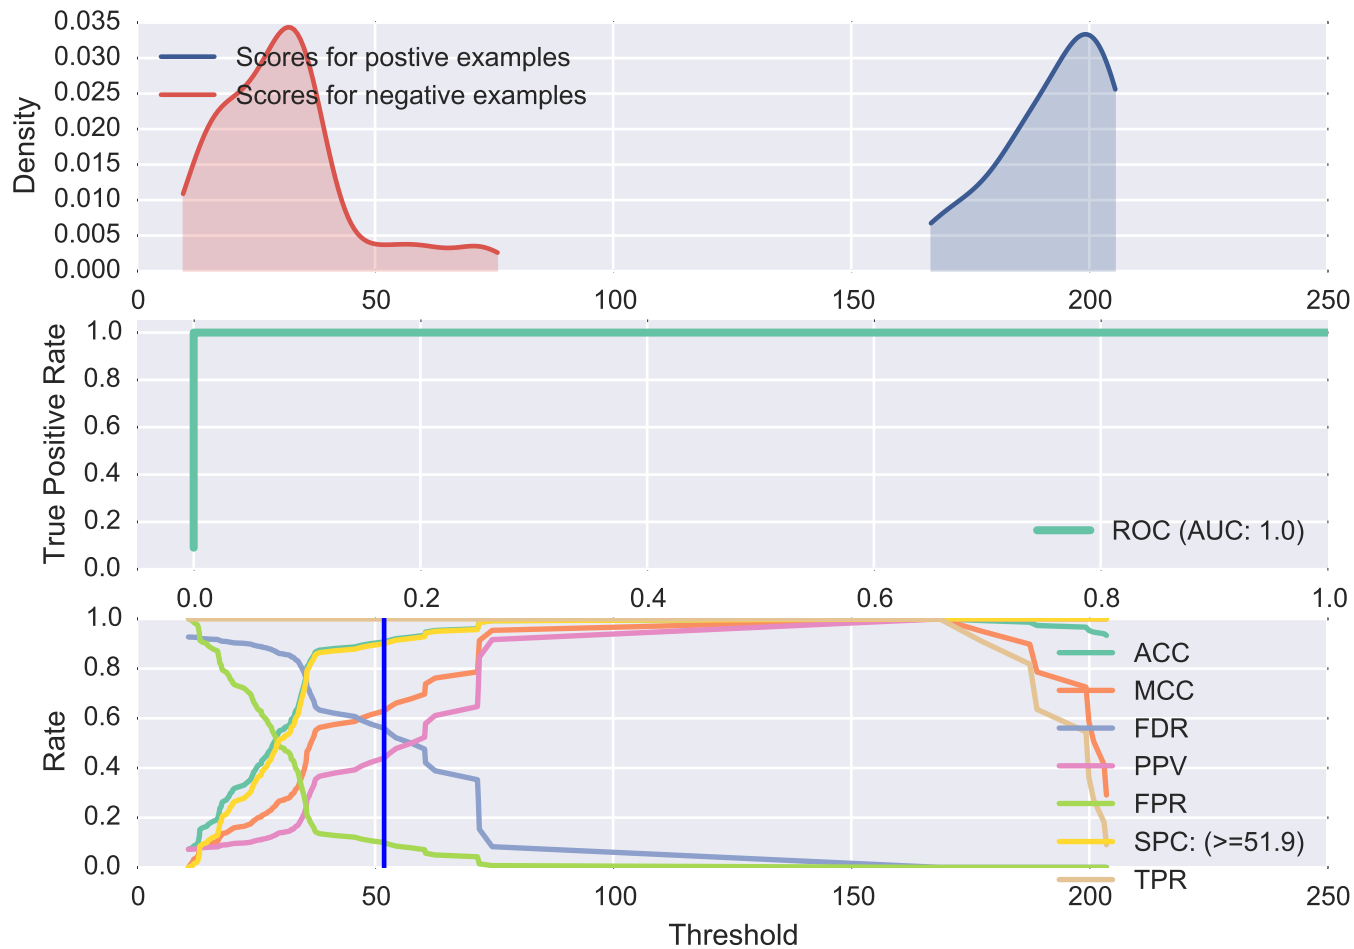 0.035
0.030
0.025
0.020
0.015
0.010
0.005
0.000
Density
Scores for postive examples
Scores for negative examples
0 50 100 150 200 250
1.0
0.8
0.6
0.4
0.2
0.0
True Positive Rate
ROC (AUC: 1.0)
0.0 0.2 0.4 0.6 0.8 1.0
1.0
0.8
0.6
0.4
0.2
0.0
Rate
ACC
MCC
FDR
PPV
FPR
SPC: (>=51.9)
TPR
0 50 100 150 200 250
Threshold